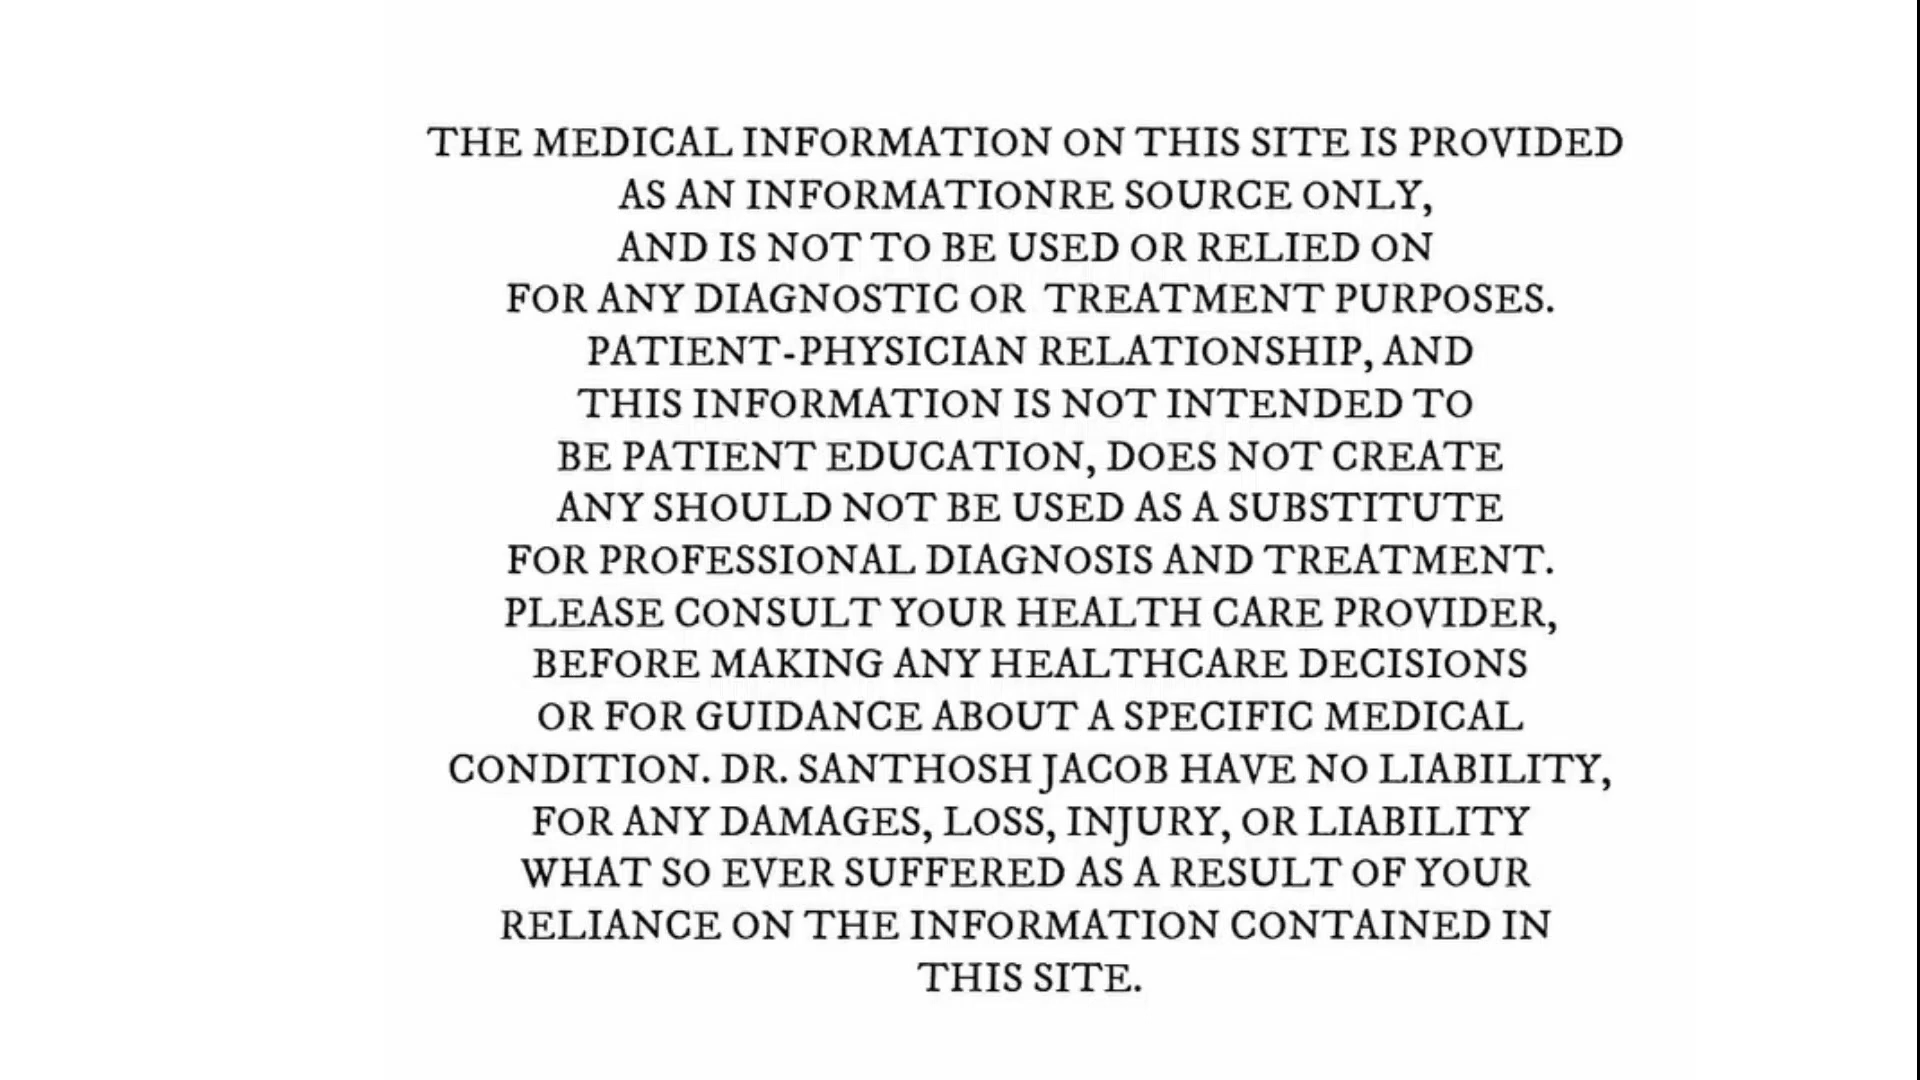 THE MEDICAL INFORMATION ON THIS SITE IS PROVIDED
AS AN INFORMATIONRE SOURCE ONLY,
AND IS NOT TO BE USED OR RELIED ON
FOR ANY DIAGNOSTIC OR TREATMENT PURPOSES.
PATIENT-PHYSICIAN RELATIONSHIP, AND
THIS INFORMATION IS NOT INTENDED TO
BE PATIENT EDUCATION, DOES NOT CREATE
ANY SHOULD NOT BE USED AS A SUBSTITUTE
FOR PROFESSIONAL DIAGNOSIS AND TREATMENT.
PLEASE CONSULT YOUR HEALTH CARE PROVIDER,
BEFORE MAKING ANY HEALTHCARE DECISIONS
OR FOR GUIDANCE ABOUT A SPECIFIC MEDICAL
CONDITION. DR. SANTHOSH JACOB HAVE NO LIABILITY,
FOR ANY DAMAGES, LOSS, INJURY, OR LIABILITY
WHAT SO EVER SUFFERED AS A RESULT OF YOUR
RELIANCE ON THE INFORMATION CONTAINED IN
THIS SITE.